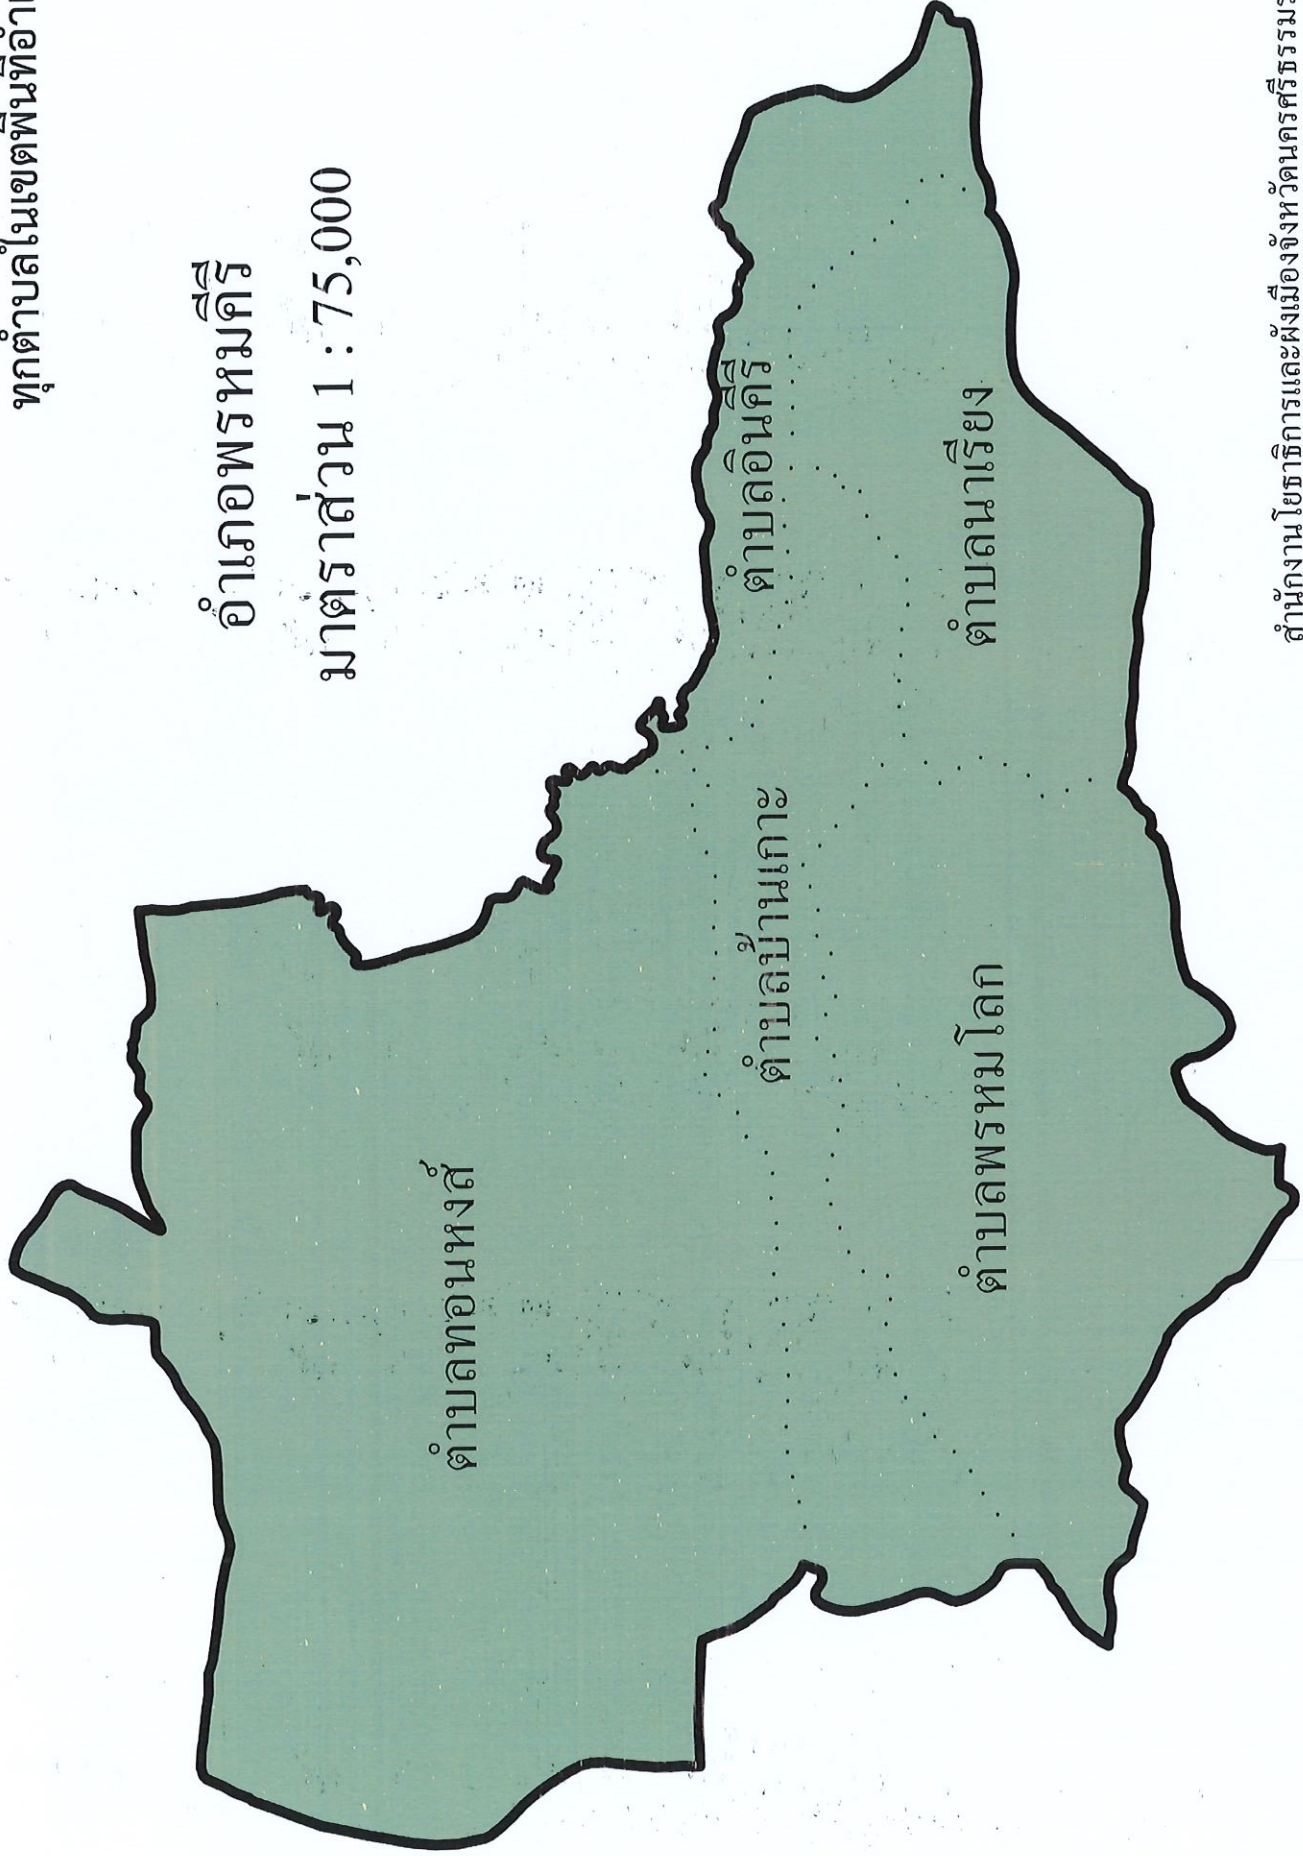 ทุกตำบลในเขตพื้นที่
อำเภอพรหมคีรี
มาตราส่วน 1 : 75,000
ตำบลทอนหงส์
ตำบลบ้านเกาะ
ตำบลอินคีรี
ตำบลพรหมโลก
ตำบลนาเรียง
สำนักงานโยธาธิการและผังเมืองจังหวัดนครศรีธรรม